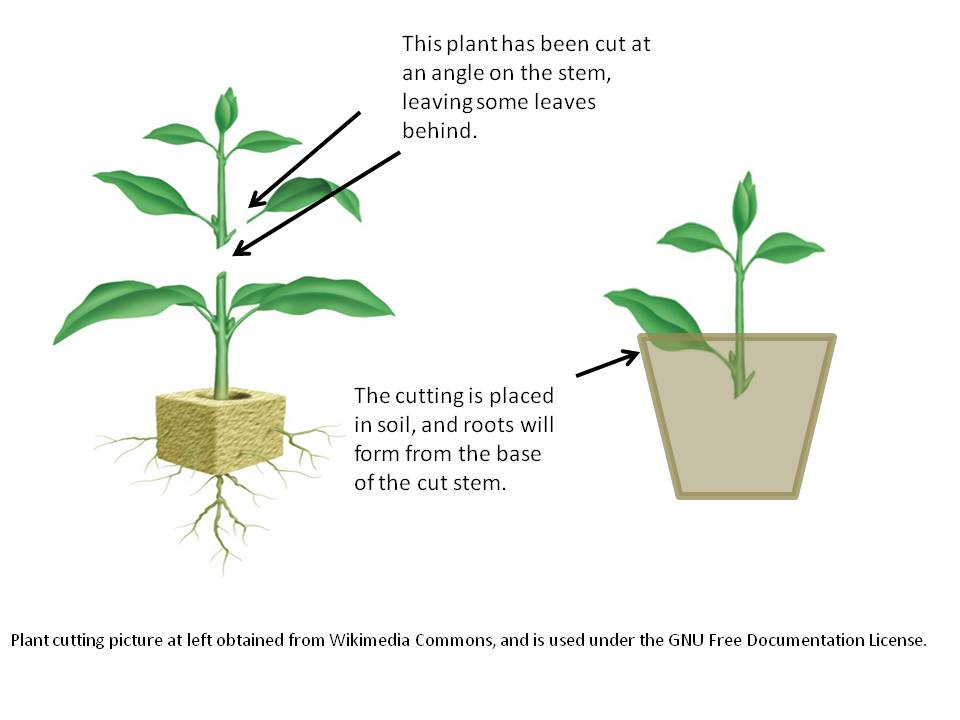 This plant has been cut at
an angle on the stem,
leaving some leaves
behind.
The cutting is placed
in soil, and roots will
form from the base
of the cut stem.
Plant cutting picture at left obtained from Wikimedia Commons, and is used under the GNU Free Documentation License.